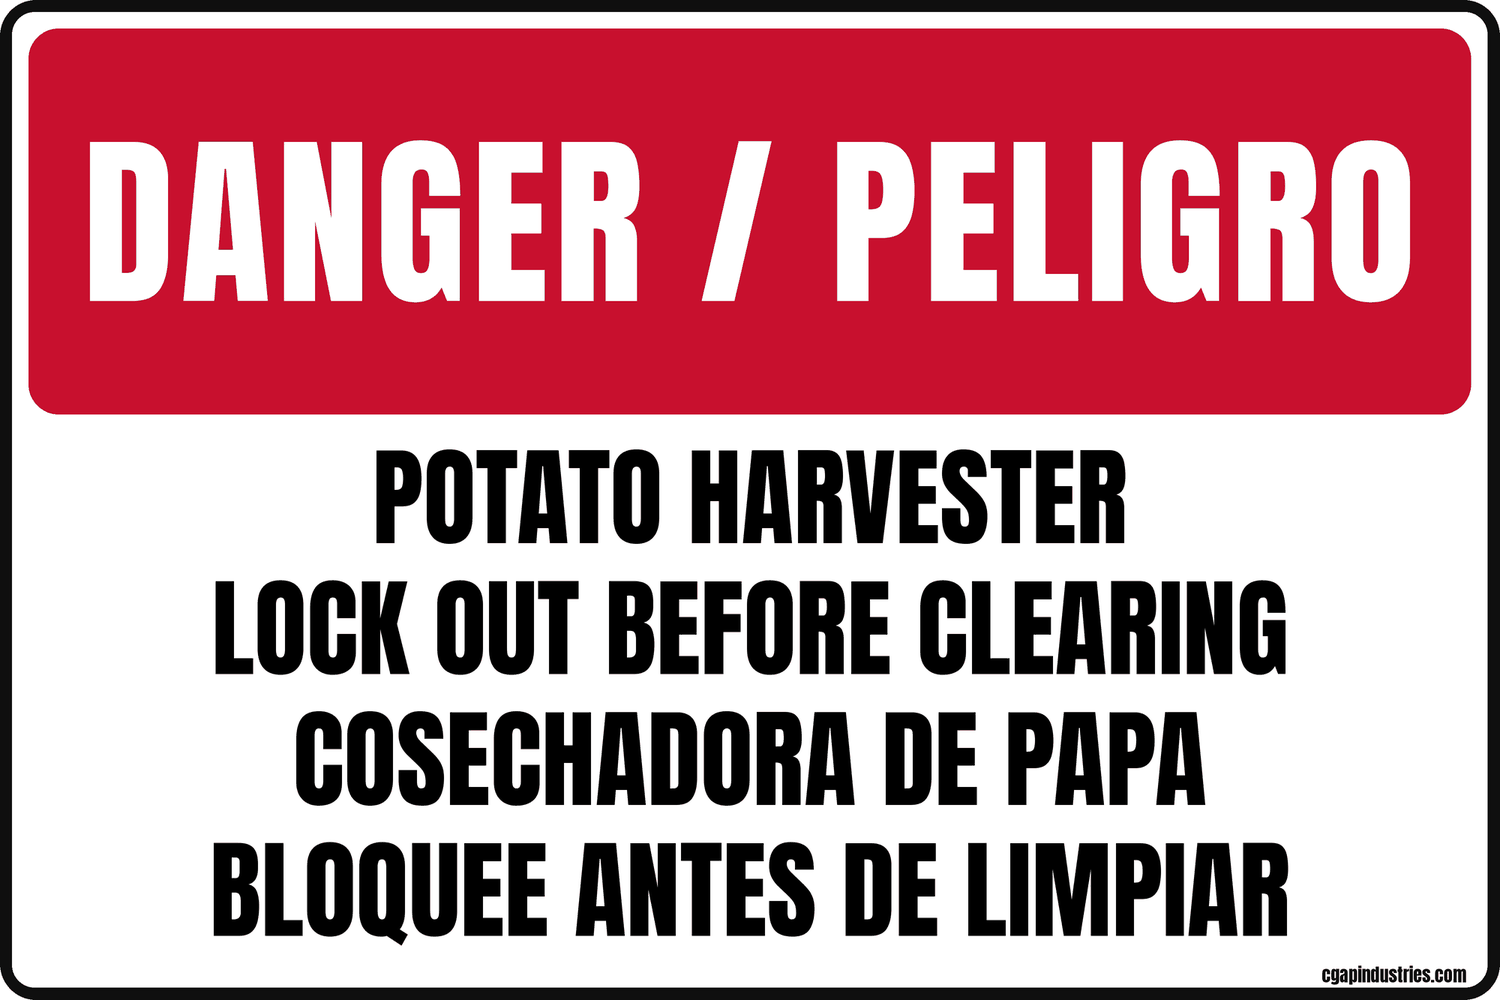 DANGER / PELIGRO
POTATO HARVESTER
LOCK OUT BEFORE CLEARING
COSECHADORA DE PAPA
BLOQUEE ANTES DE LIMPIAR
cgapindustries.com